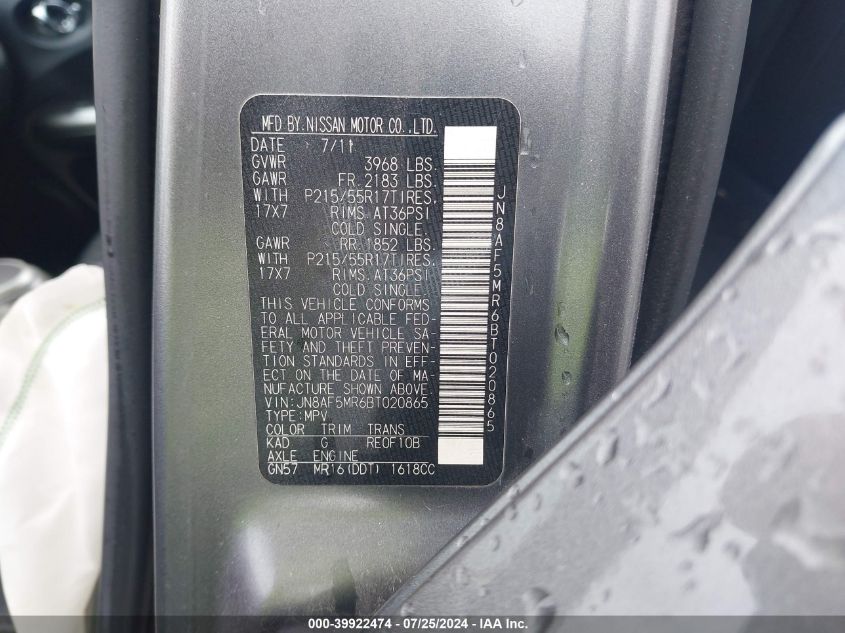 MFD BY NISSAN MOTOR CO.,LTD.
DATE 7/11
GVWR 3968 LBS.
GAWR FR 2183 LBS.
WITH P215/55R17TIRES,
17X7 RIMS, AT36PSI
COLD SINGLE.
GAWR RR 1852 LBS.
WITH P215/55R17TIRES,
17X7 RIMS, AT36PSI
COLD SINGLE.
THIS VEHICLE CONFORMS
TO ALL APPLICABLE FED-
ERAL MOTOR VEHICLE SA-
FETY AND THEFT PREVEN-
TION STANDARDS IN EFF-
ECT ON THE DATE OF MA-
NUFACTURE SHOWN ABOVE.
VIN:JN8AF5MR6BT020865
TYPE:MPV
COLOR TRIM TRANS
KAD G RE0F10B
AXLE ENGINE
GN57 MR16(DDT) 1618CC
JN8AF5MR6BT020865
000-39922474 - 07/25/2024 - IAA Inc.